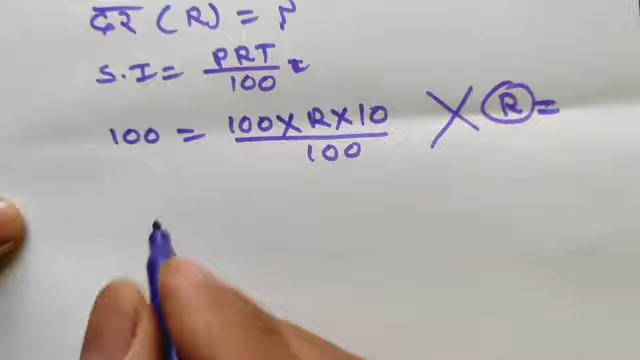 दर (R) = ?
S.I = PRT/100
100 = 100×R×10/100 × R =